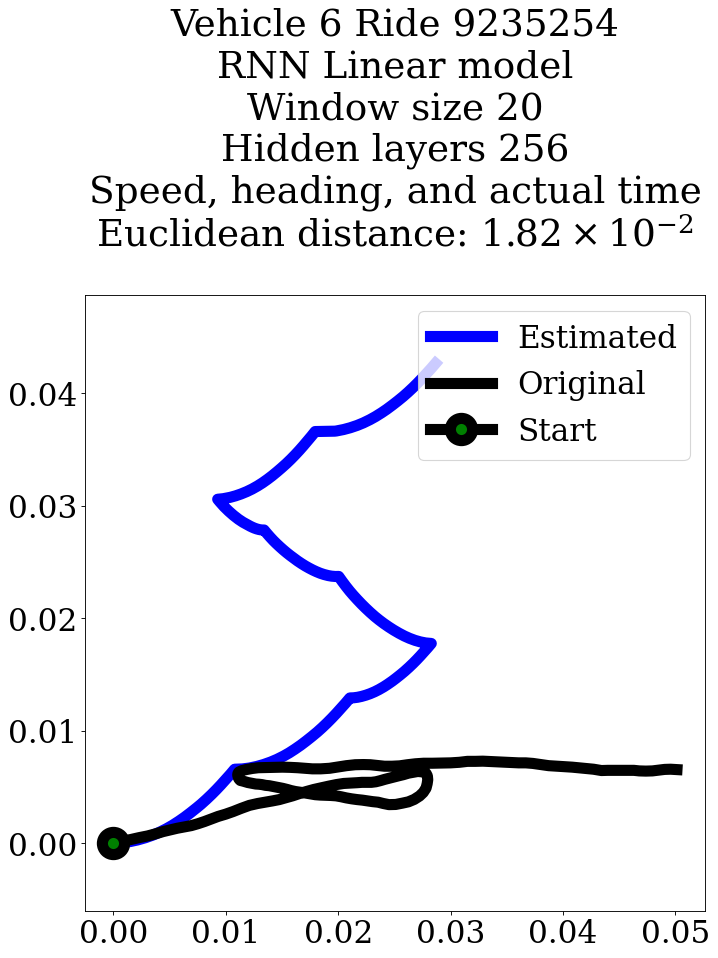 Vehicle 6 Ride 9235254
RNN Linear model
Window size 20
Hidden layers 256
Speed, heading, and actual time
Euclidean distance: 1.82 × 10⁻²
Estimated
Original
Start
0.04
0.03
0.02
0.01
0.00
0.00 0.01 0.02 0.03 0.04 0.05